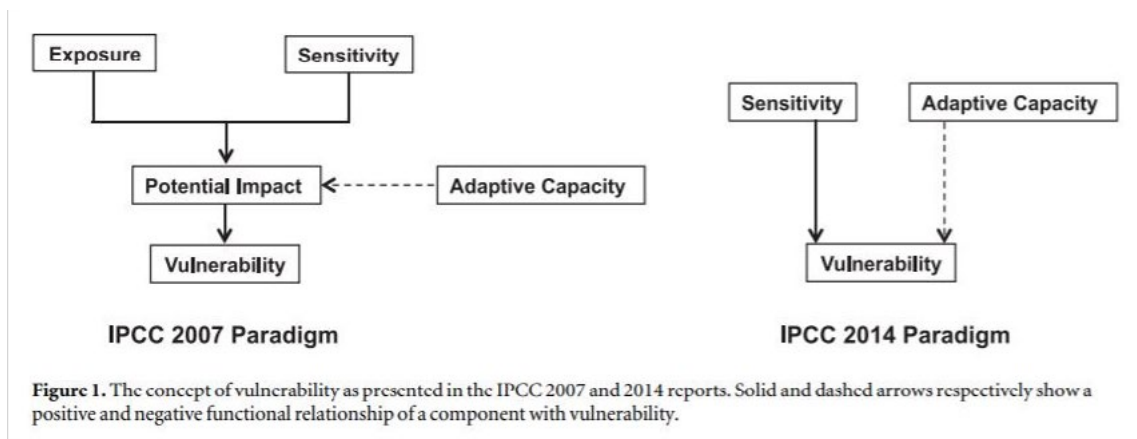 Exposure
Sensitivity
Potential Impact
Adaptive Capacity
Vulnerability
IPCC 2007 Paradigm
Sensitivity
Adaptive Capacity
Vulnerability
IPCC 2014 Paradigm
Figure 1. The concept of vulnerability as presented in the IPCC 2007 and 2014 reports. Solid and dashed arrows respectively show a
positive and negative functional relationship of a component with vulnerability.